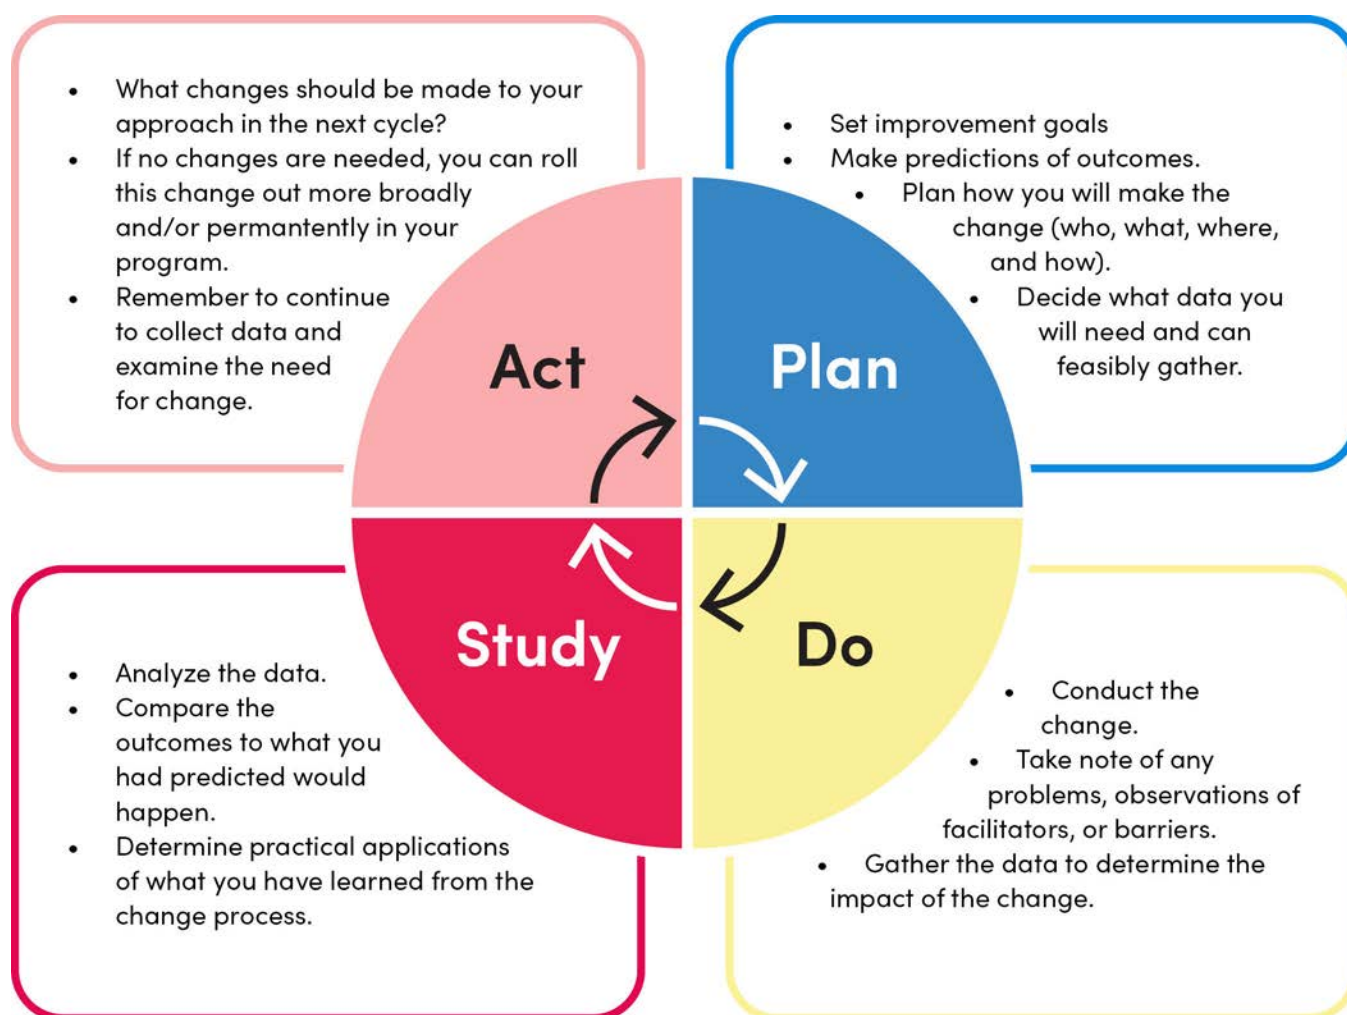 • What changes should be made to your
approach in the next cycle?
• If no changes are needed, you can roll
this change out more broadly
and/or permantently in your
program.
• Remember to continue
to collect data and
examine the need
for change.
• Set improvement goals
• Make predictions of outcomes.
• Plan how you will make the
change (who, what, where,
and how).
• Decide what data you
will need and can
feasibly gather.
Act
Plan
Study
Do
• Analyze the data.
• Compare the
outcomes to what you
had predicted would
happen.
• Determine practical applications
of what you have learned from the
change process.
• Conduct the
change.
• Take note of any
problems, observations of
facilitators, or barriers.
• Gather the data to determine the
impact of the change.